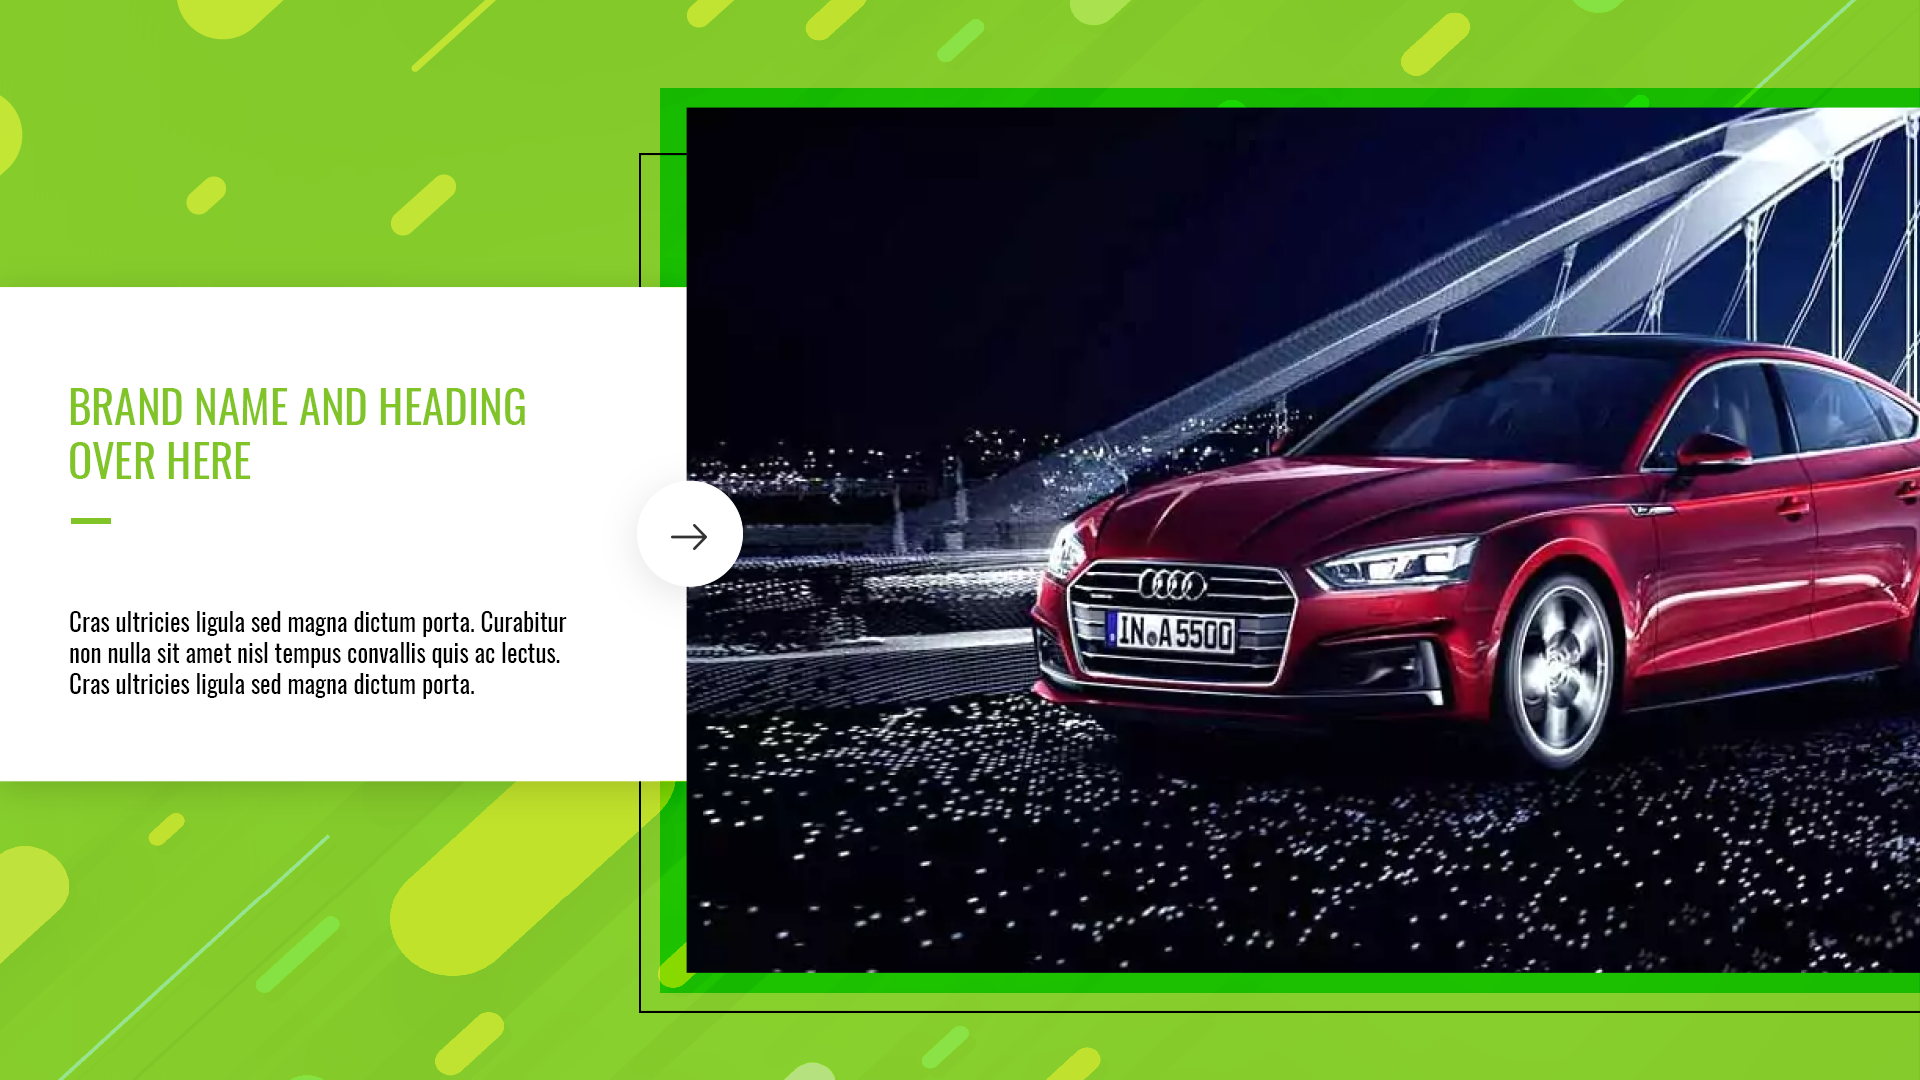 BRAND NAME AND HEADING
OVER HERE
Cras ultricies ligula sed magna dictum porta. Curabitur
non nulla sit amet nisl tempus convallis quis ac lectus.
Cras ultricies ligula sed magna dictum porta.
IN A 5500